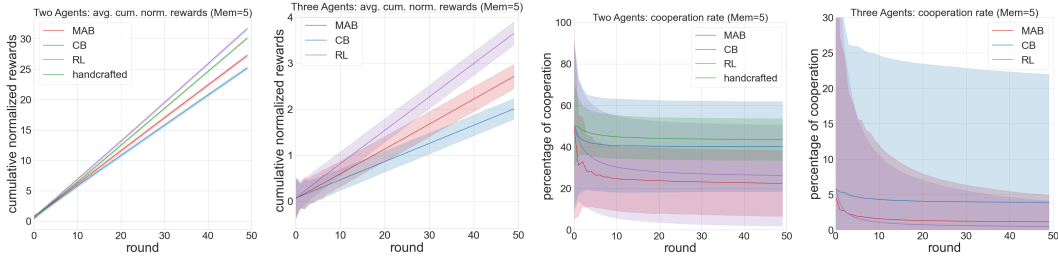 Two Agents: avg. cum. norm. rewards (Mem=5)
cumulative normalized rewards
30
25
20
15
10
5
0
MAB
CB
RL
handcrafted
0 10 20 30 40 50
round
Three Agents: avg. cum. norm. rewards (Mem=5)
cumulative normalized rewards
4
3
2
1
0
MAB
CB
RL
0 10 20 30 40 50
round
Two Agents: cooperation rate (Mem=5)
percentage of cooperation
100
80
60
40
20
0
MAB
CB
RL
handcrafted
0 10 20 30 40 50
round
Three Agents: cooperation rate (Mem=5)
percentage of cooperation
30
25
20
15
10
5
0
MAB
CB
RL
0 10 20 30 40 50
round